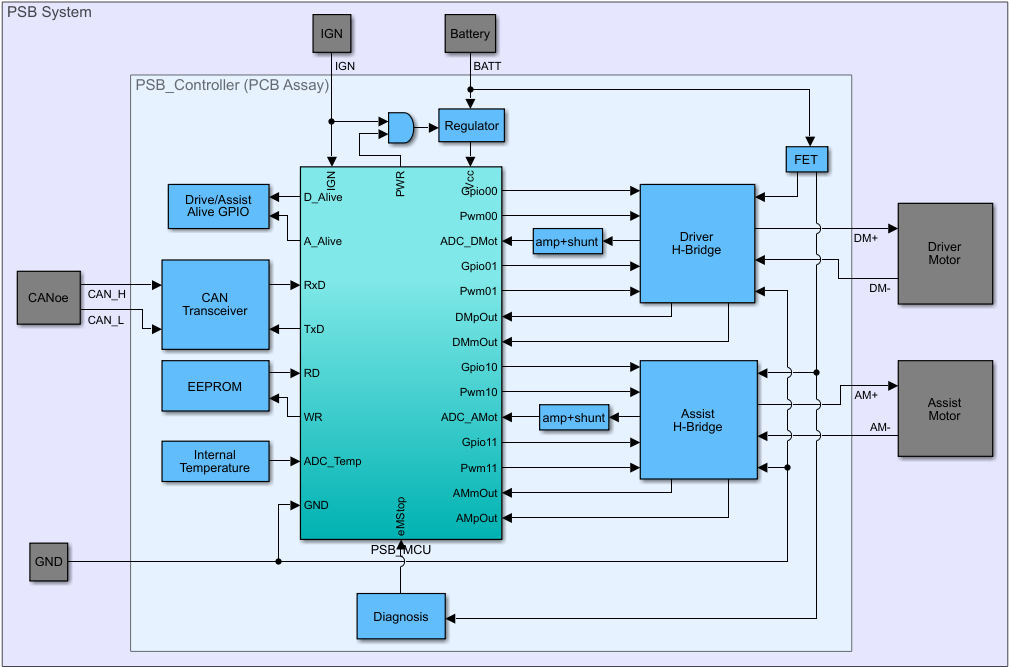 PSB System
IGN
Battery
IGN
BATT
PSB_Controller (PCB Assay)
Regulator
FET
IGN
PWR
Vcc
Drive/Assist
Alive GPIO
D_Alive
A_Alive
Gpio00
Pwm00
ADC_DMot
amp+shunt
Gpio01
Pwm01
DMpOut
DMmOut
Driver
H-Bridge
DM+
DM-
Driver
Motor
CANoe
CAN_H
CAN_L
CAN
Transceiver
RxD
TxD
EEPROM
RD
WR
Gpio10
Pwm10
ADC_AMot
amp+shunt
Gpio11
Pwm11
AMmOut
AMpOut
Assist
H-Bridge
AM+
AM-
Assist
Motor
Internal
Temperature
ADC_Temp
GND
eMStop
PSB_MCU
GND
Diagnosis